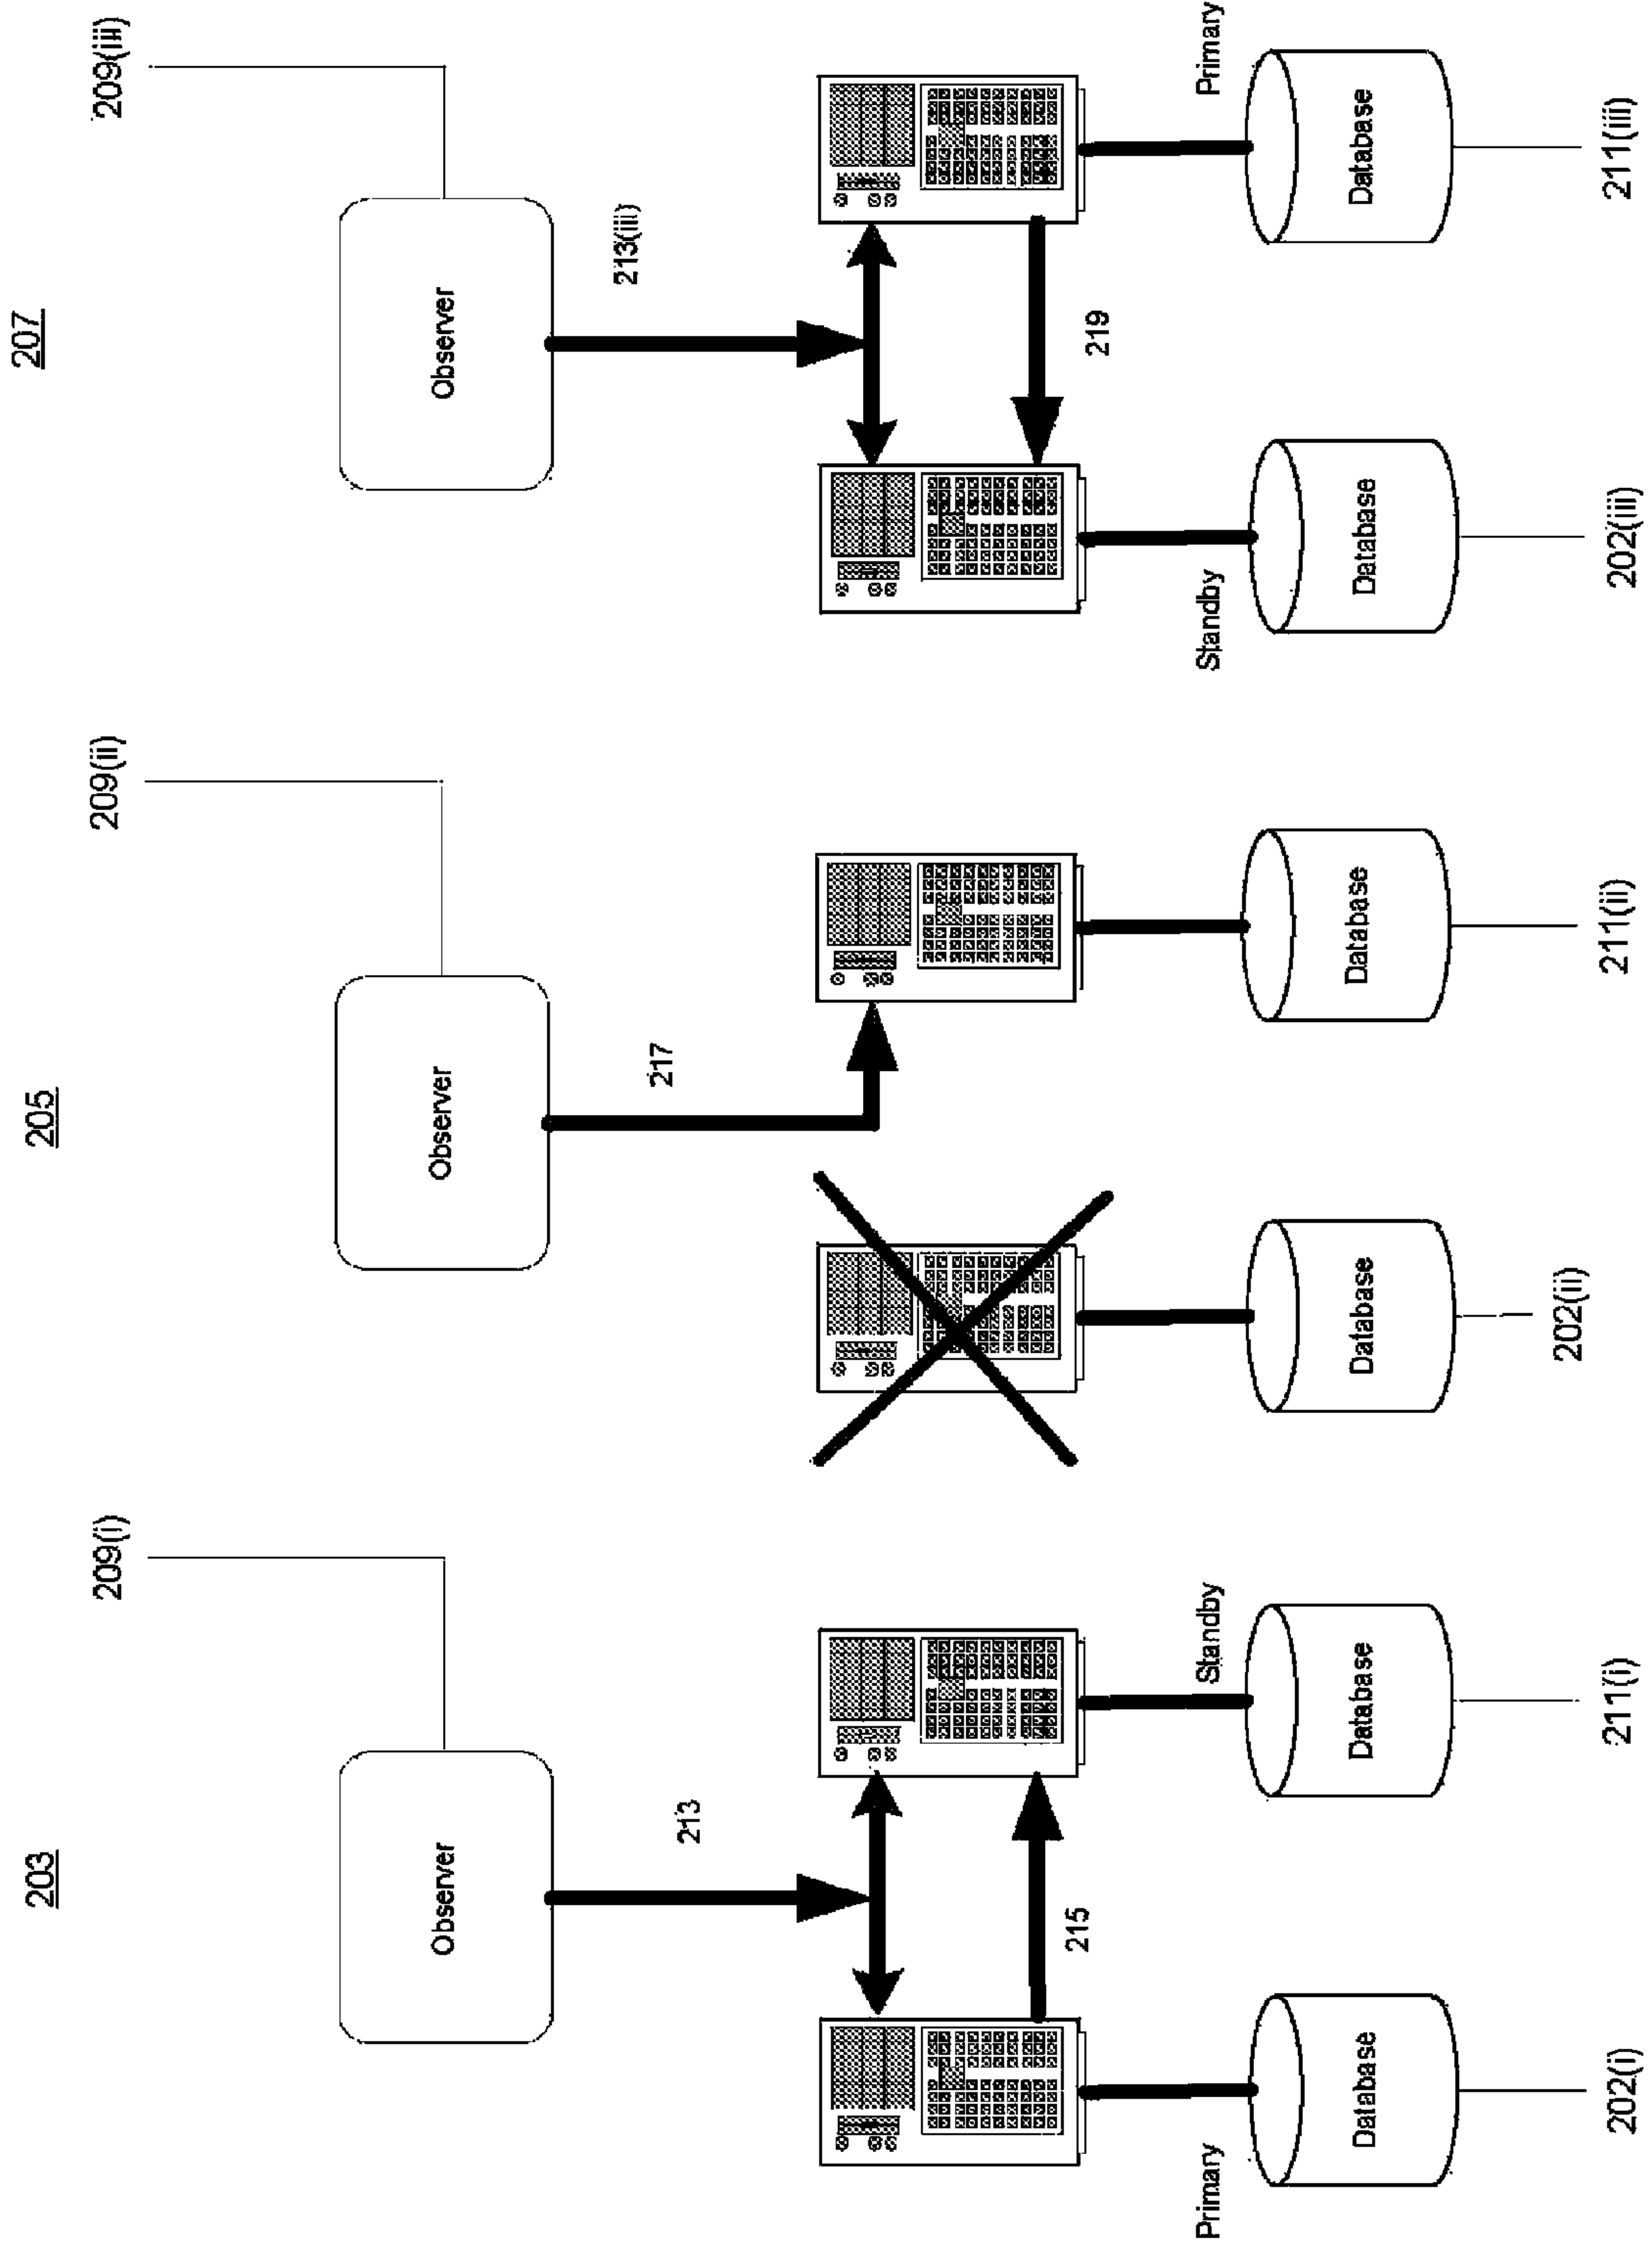 203
209(i)
Observer
213
215
Primary
Standby
Database
Database
202(i)
211(i)
205
209(ii)
Observer
217
Database
Database
202(ii)
211(ii)
207
209(iii)
Observer
213(iii)
219
Standby
Primary
Database
Database
202(iii)
211(iii)